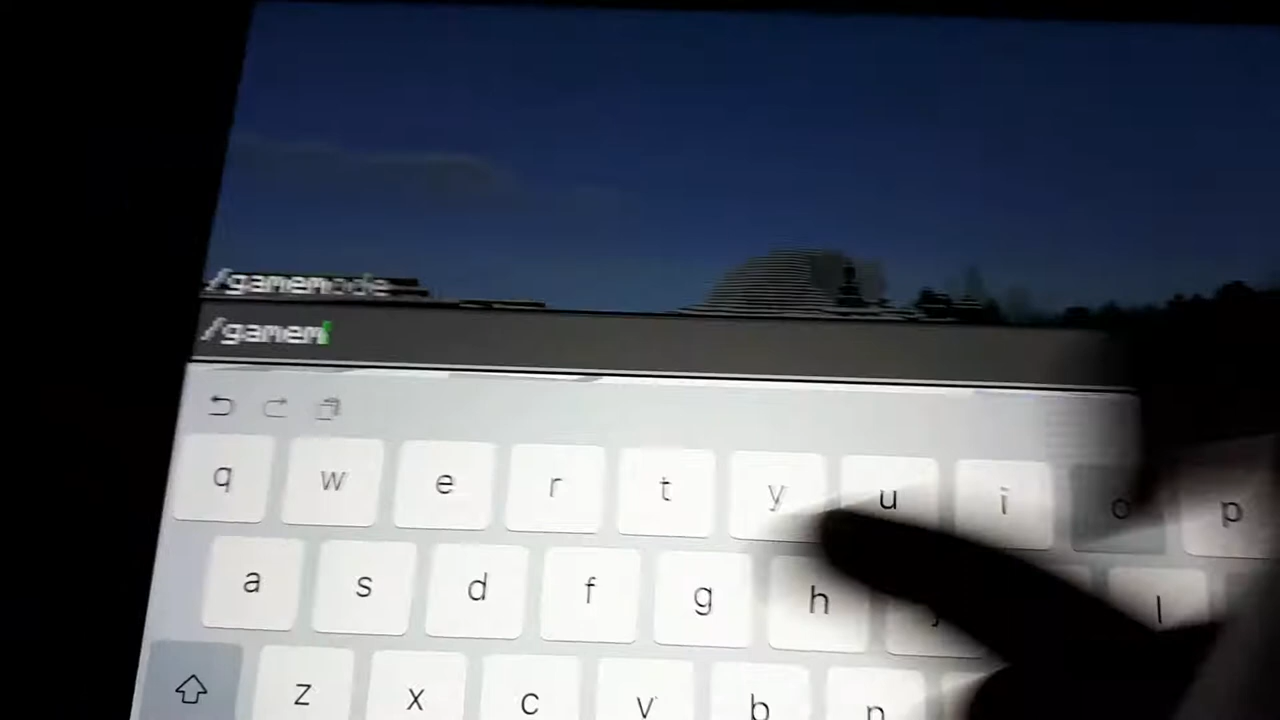 /gamemode
/gamem
q w e r t y u i o p
a s d f g h j l
z x c v b n